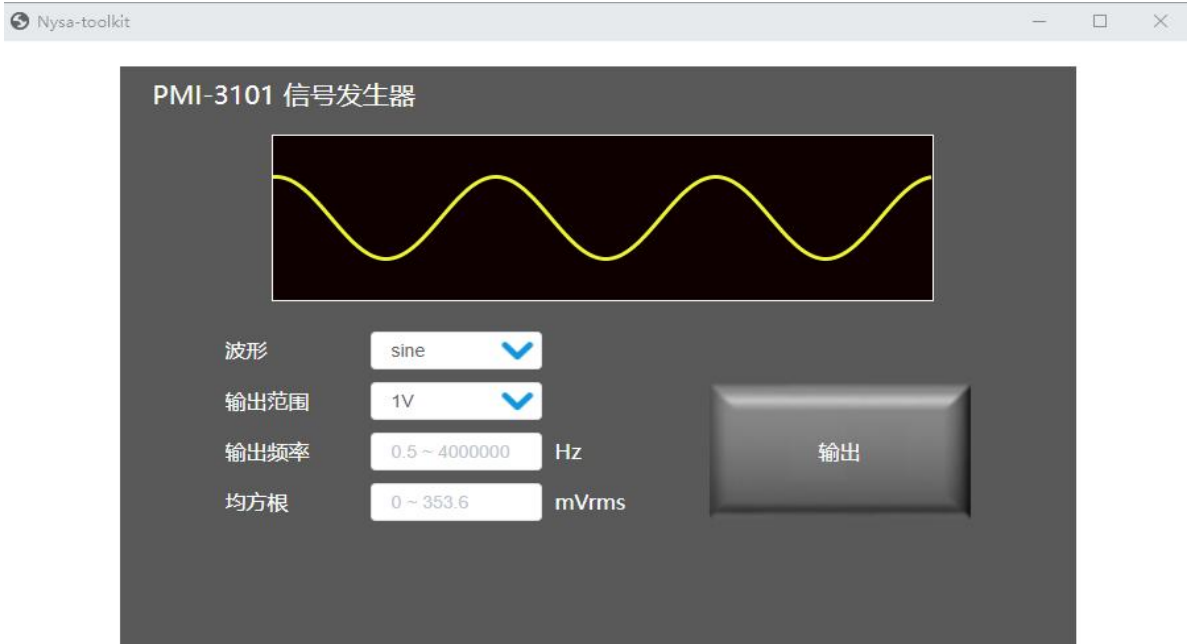 Nysa-toolkit
PMI-3101 信号发生器
波形 sine
输出范围 1V
输出频率 0.5 ~ 4000000 Hz
均方根 0 ~ 353.6 mVrms
输出